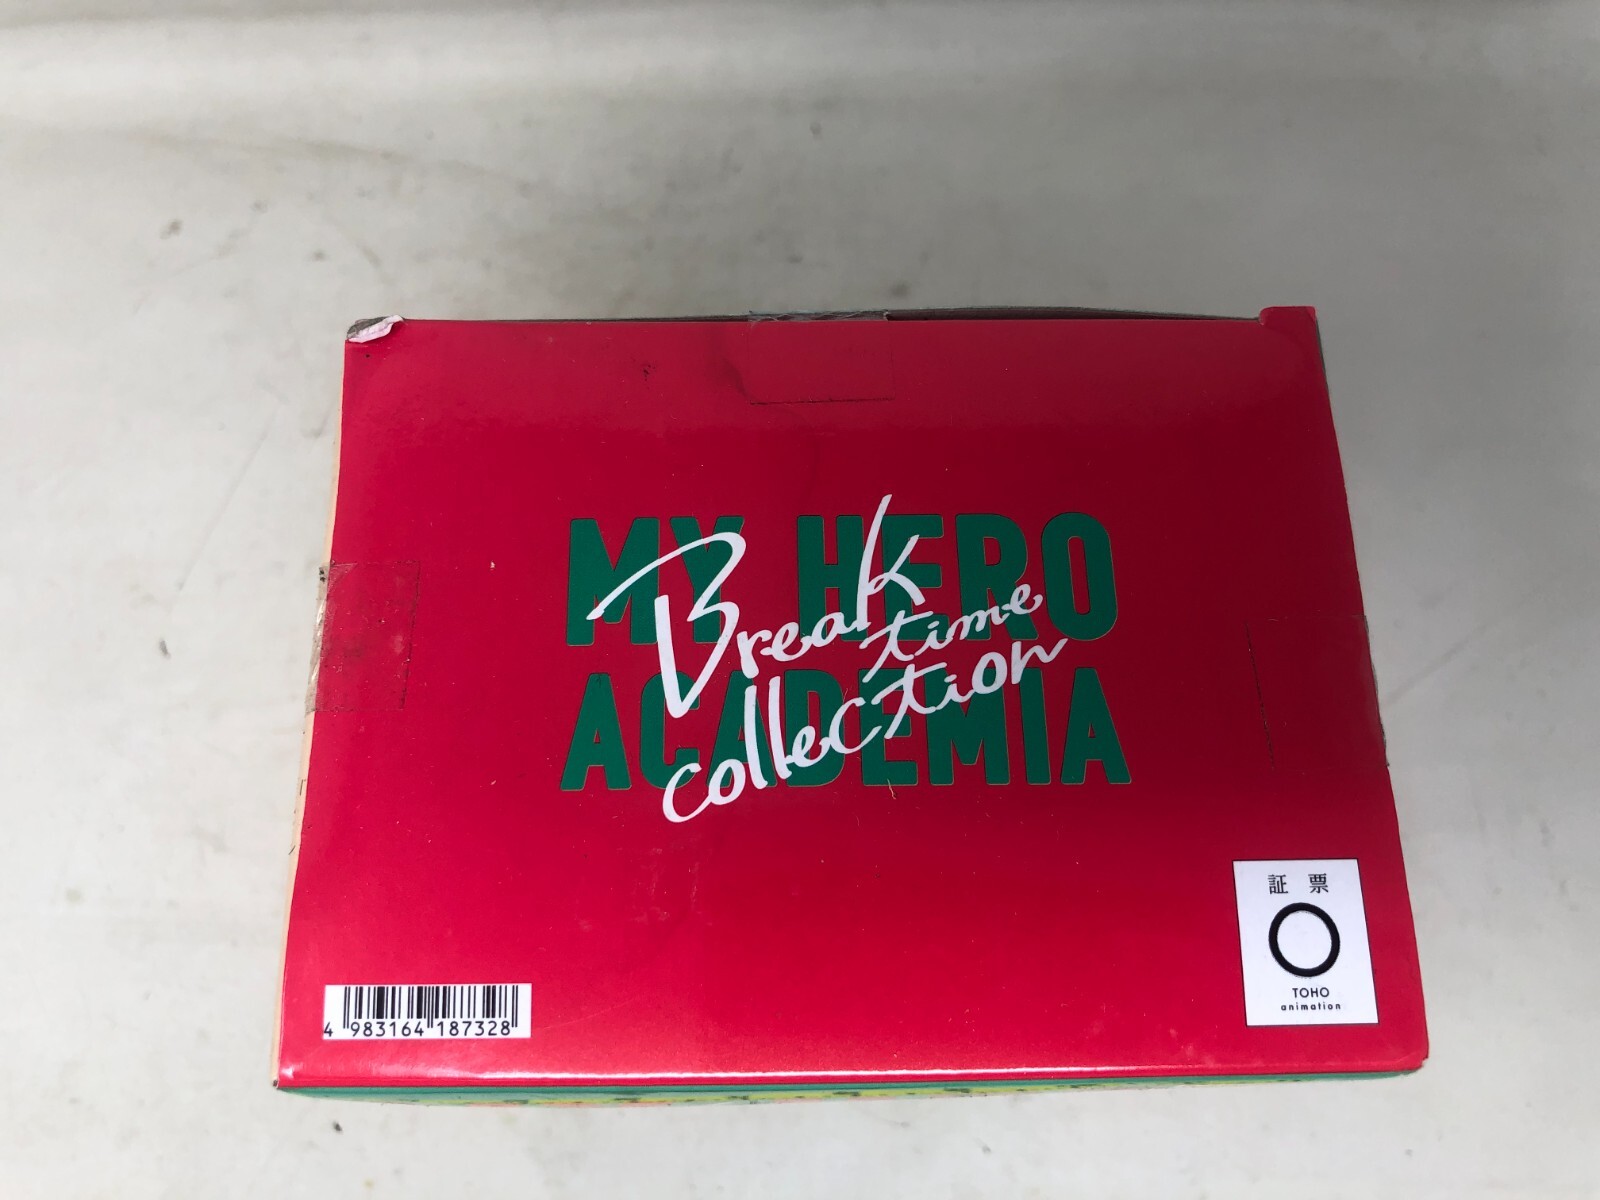 MY HERO
ACADEMIA
Break
time
collection
証票
TOHO
animation
4 983164 187328